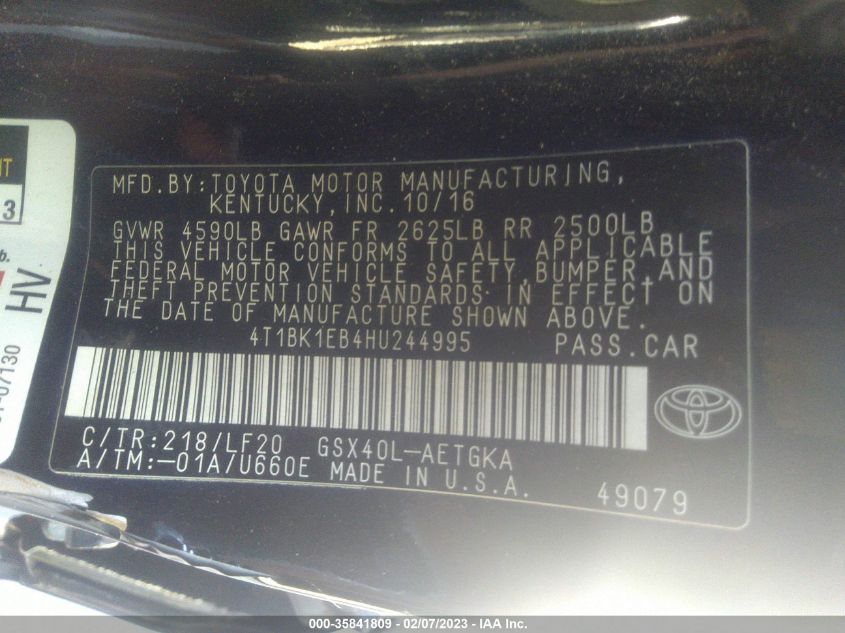 MFD.BY:TOYOTA MOTOR MANUFACTURING,
KENTUCKY,INC.10/16
GVWR 4590LB GAWR FR 2625LB RR 2500LB
THIS VEHICLE CONFORMS TO ALL APPLICABLE
FEDERAL MOTOR VEHICLE SAFETY,BUMPER,AND
THEFT PREVENTION STANDARDS IN EFFECT ON
THE DATE OF MANUFACTURE SHOWN ABOVE.
4T1BK1EB4HU244995 PASS.CAR
C/TR:218/LF20 GSX40L-AETGKA
A/TM:-01A/U660E MADE IN U.S.A.
49079
3
HV
07130
000-35841809 - 02/07/2023 - IAA Inc.